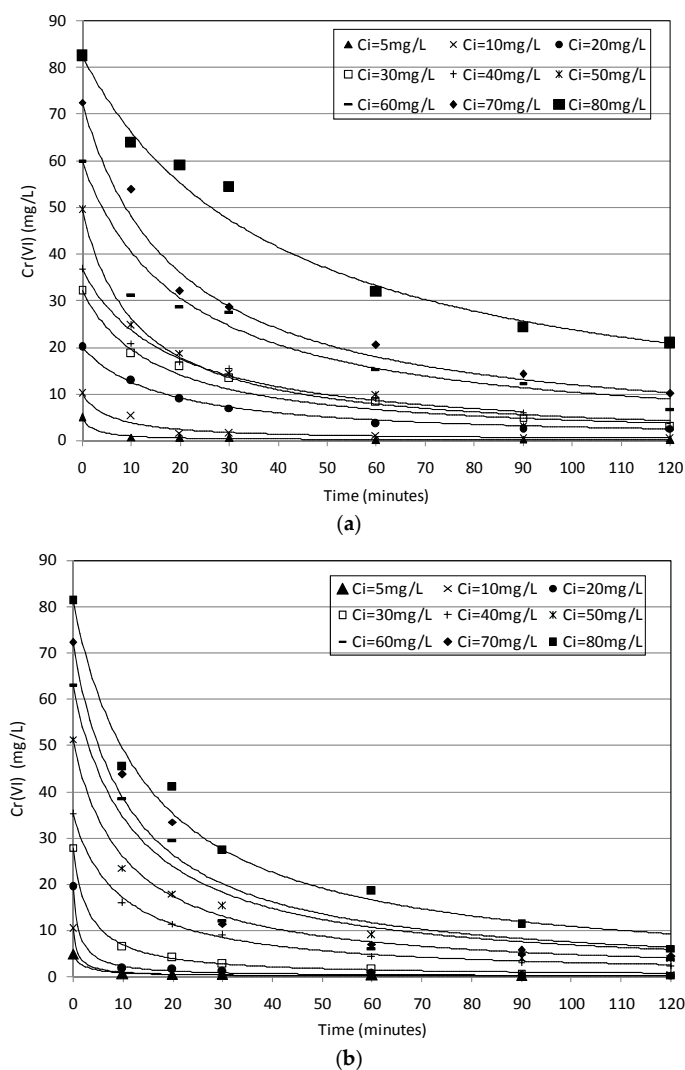 90
80
70
60
50
40
30
20
10
0
Cr(VI) (mg/L)
Ci=5mg/L Ci=10mg/L Ci=20mg/L
Ci=30mg/L Ci=40mg/L Ci=50mg/L
Ci=60mg/L Ci=70mg/L Ci=80mg/L
0 10 20 30 40 50 60 70 80 90 100 110 120
Time (minutes)
(a)
90
80
70
60
50
40
30
20
10
0
Cr(VI) (mg/L)
Ci=5mg/L Ci=10mg/L Ci=20mg/L
Ci=30mg/L Ci=40mg/L Ci=50mg/L
Ci=60mg/L Ci=70mg/L Ci=80mg/L
0 10 20 30 40 50 60 70 80 90 100 110 120
Time (minutes)
(b)